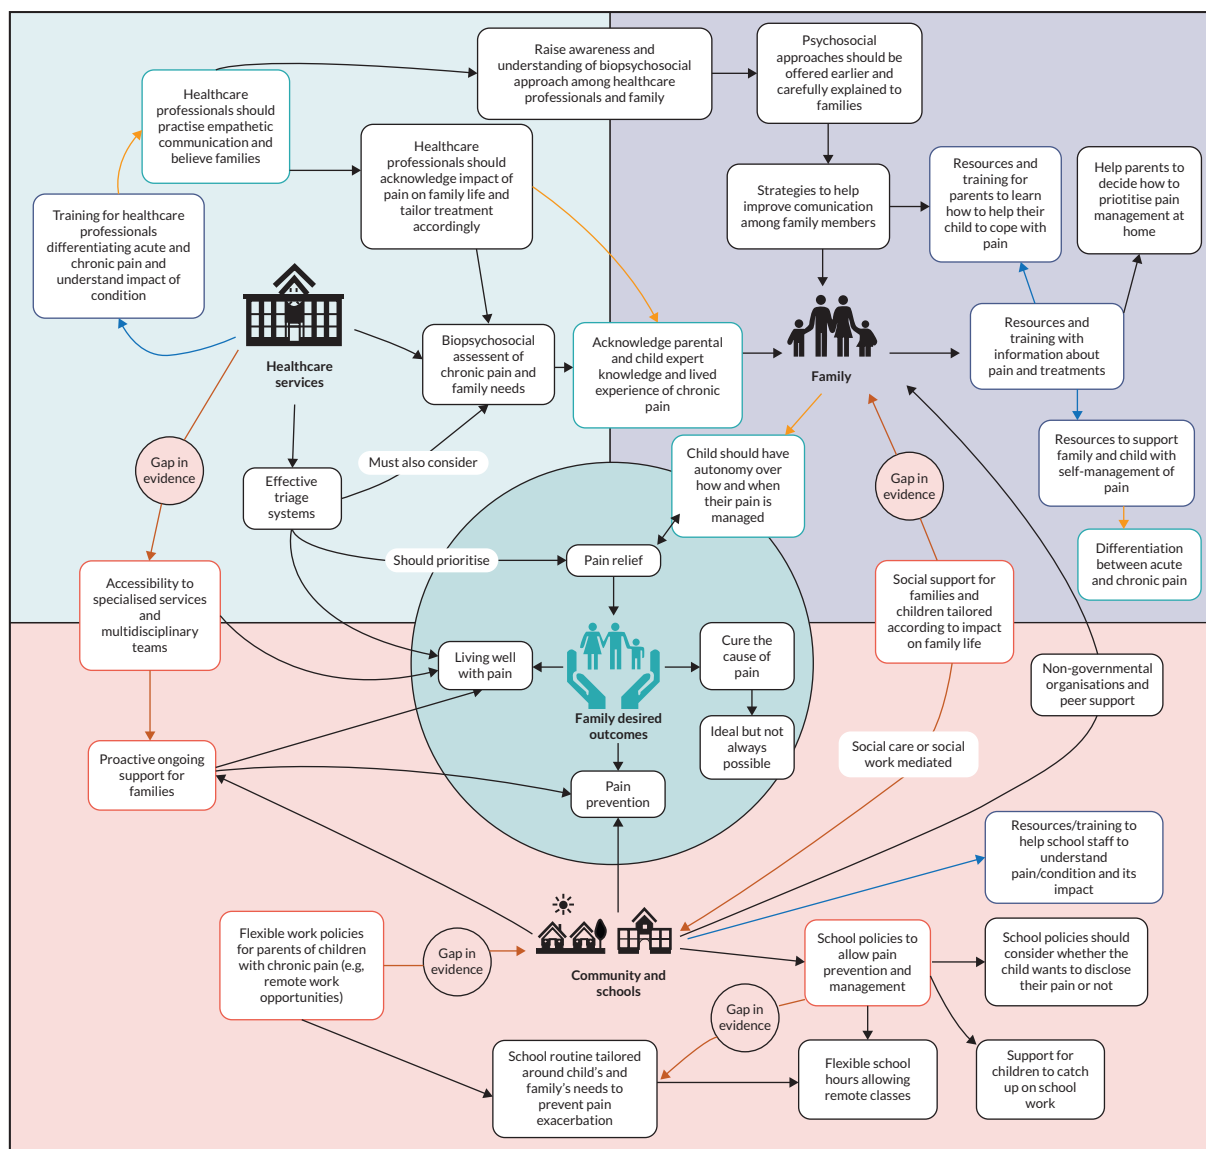 Raise awareness and
understanding of biopsychosocial
approach among healthcare
professionals and family
Psychosocial
approaches should be
offered earlier and
carefully explained to
families
Healthcare
professionals should
practise empathetic
communication and
believe families
Healthcare
professionals should
acknowledge impact of
pain on family life and
tailor treatment
accordingly
Strategies to help
improve comunication
among family members
Resources and
training for
parents to learn
how to help their
child to cope with
pain
Help parents to
decide how to
priotitise pain
management at
home
Training for healthcare
professionals
differentiating acute and
chronic pain and
understand impact of
condition
Healthcare
services
Biopsychosocial
assessent of
chronic pain and
family needs
Acknowledge parental
and child expert
knowledge and lived
experience of chronic
pain
Family
Resources and
training with
information about
pain and treatments
Gap in
evidence
Effective
triage
systems
Must also consider
Child should have
autonomy over
how and when
their pain is
managed
Gap in
evidence
Resources to support
family and child with
self-management of
pain
Should prioritise
Pain relief
Differentiation
between acute
and chronic pain
Accessibility to
specialised services
and
multidisciplinary
teams
Social support for
families and
children tailored
according to impact
on family life
Living well
with pain
Family desired
outcomes
Cure the
cause of
pain
Non-governmental
organisations and
peer support
Ideal but not
always
possible
Proactive ongoing
support for
families
Social care or social
work mediated
Pain
prevention
Resources/training to
help school staff to
understand
pain/condition and its
impact
Flexible work policies
for parents of children
with chronic pain (e.g,
remote work
opportunities)
Gap in
evidence
Community and
schools
School policies to
allow pain
prevention and
management
School policies should
consider whether the
child wants to disclose
their pain or not
Gap in
evidence
School routine tailored
around child's and
family's needs to
prevent pain
exacerbation
Flexible school
hours allowing
remote classes
Support for
children to catch
up on school
work